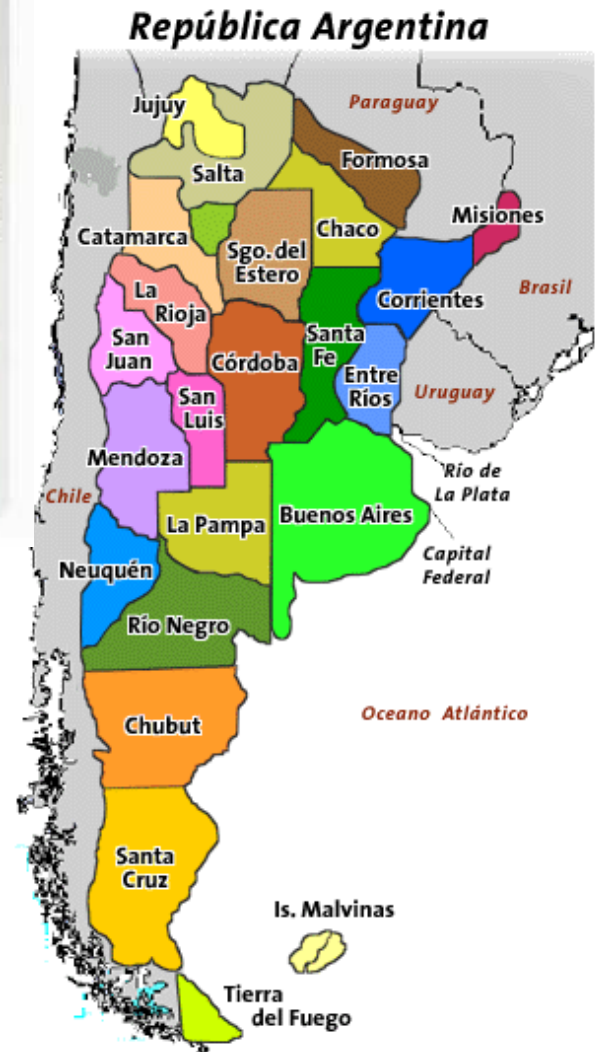 República Argentina
Jujuy
Paraguay
Salta
Formosa
Misiones
Catamarca
Chaco
Sgo. del
Estero
La
Rioja
Brasil
Corrientes
San
Juan
Santa
Fe
Córdoba
Entre
Ríos
San
Luis
Uruguay
Mendoza
Río de
La Plata
Chile
La Pampa
Buenos Aires
Capital
Federal
Neuquén
Río Negro
Oceano Atlántico
Chubut
Santa
Cruz
Is. Malvinas
Tierra
del Fuego